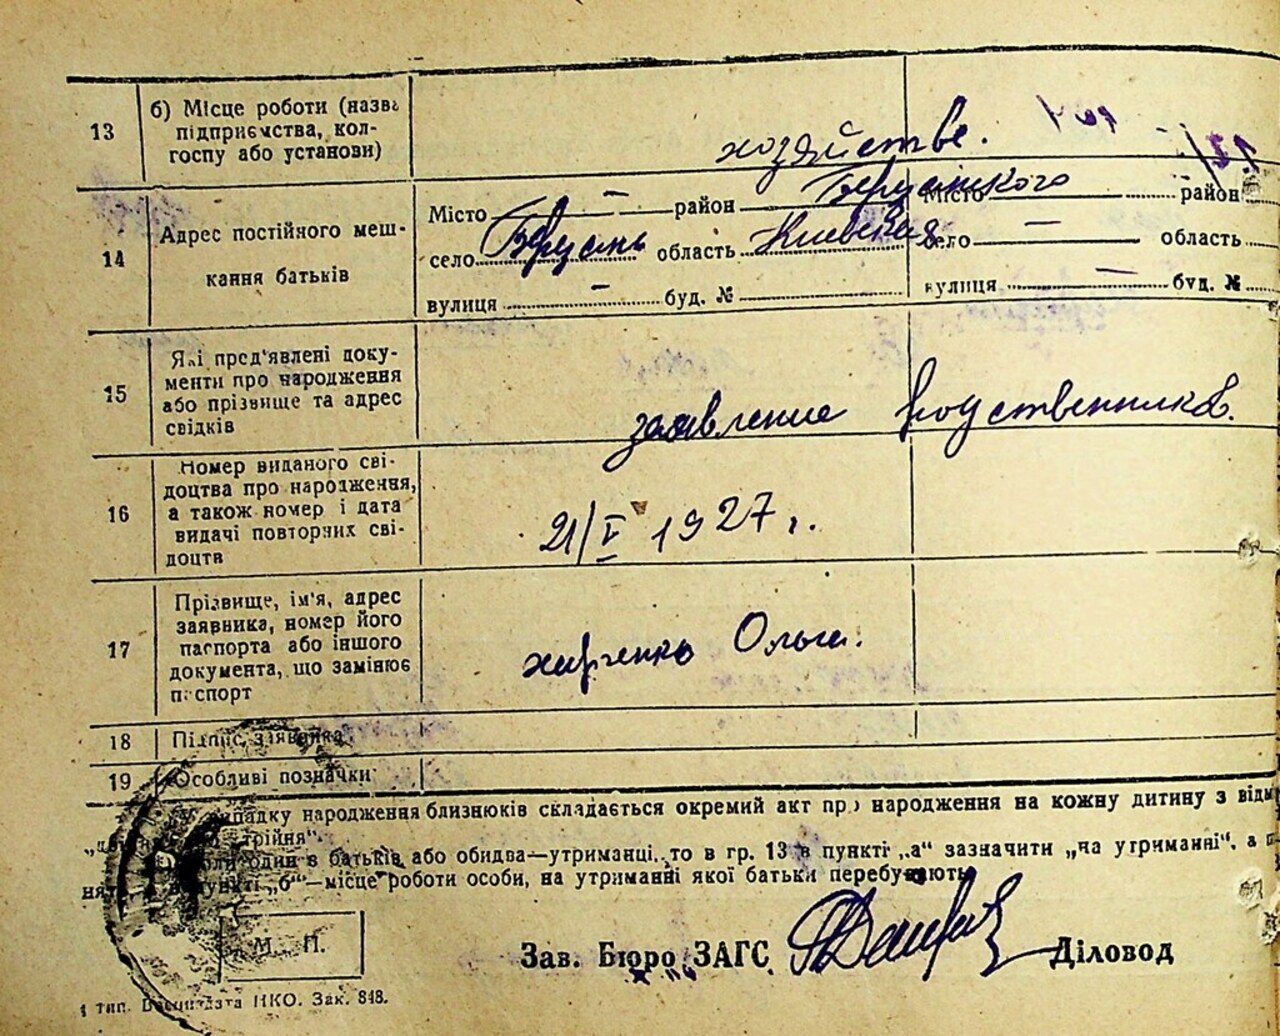 13 б) Місце роботи (назва
підприємства, кол-
госпу або установи)
хозяйстве.
14 Адрес постійного меш-
кання батьків
Місто — район
Місто район
село область Киевская
село — область
вулиця — буд. №
вулиця — буд. №
15 Які пред'явлені доку-
менти про народження
або прізвище та адрес
свідків
заявление родственников.
16 Номер виданого сві-
доцтва про народження,
а також номер і дата
видачі повторних сві-
доцтв
21/V 1927 г.
17 Прізвище, ім'я, адрес
заявника, номер його
паспорта або іншого
документа, що замінює
паспорт
Харченко Ольга.
18 Підпис заявника
19 Особливі позначки
випадку народження близнюків складається окремий акт про народження на кожну дитину з
трійня".
один з батьків або обидва—утриманці, то в гр. 13 в пункті „а" зазначити „на утриманні", а
пункті „б"—місце роботи особи, на утриманні якої батьки перебувають
М. П.
Зав. Бюро ЗАГС Діловод
тип. НКО. Зак. 848.